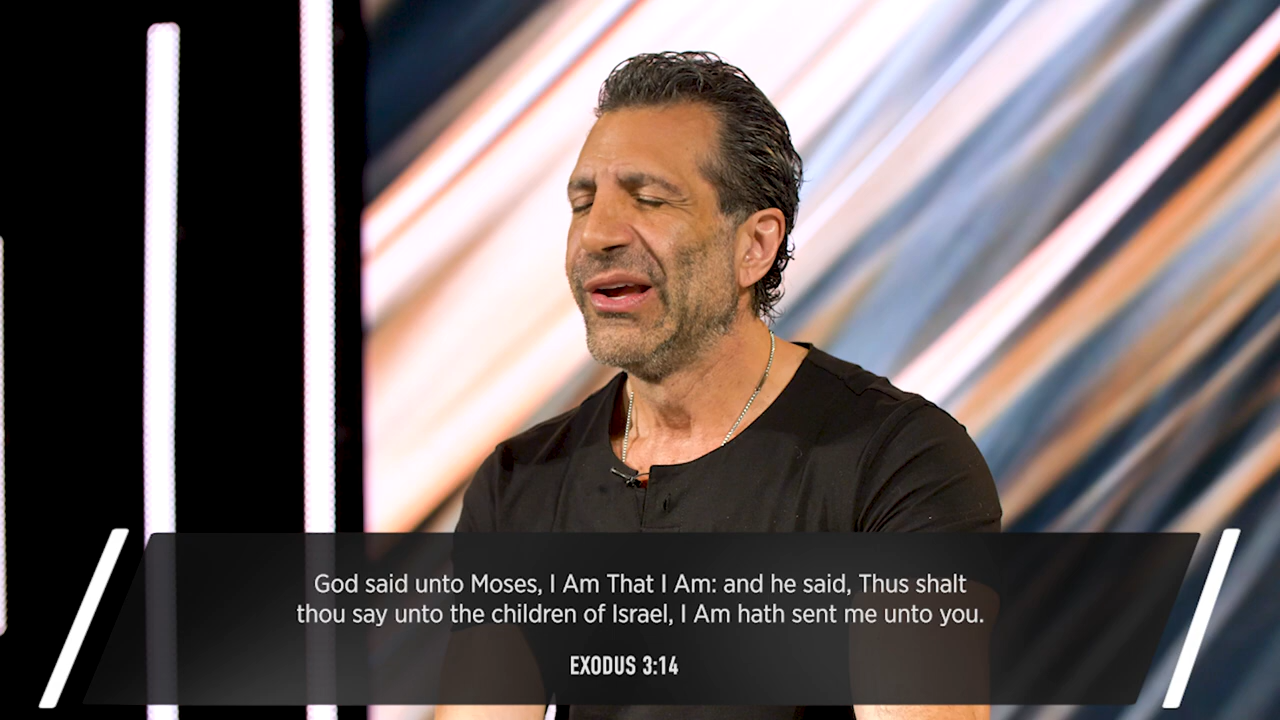 God said unto Moses, I Am That I Am: and he said, Thus shalt
thou say unto the children of Israel, I Am hath sent me unto you.
EXODUS 3:14